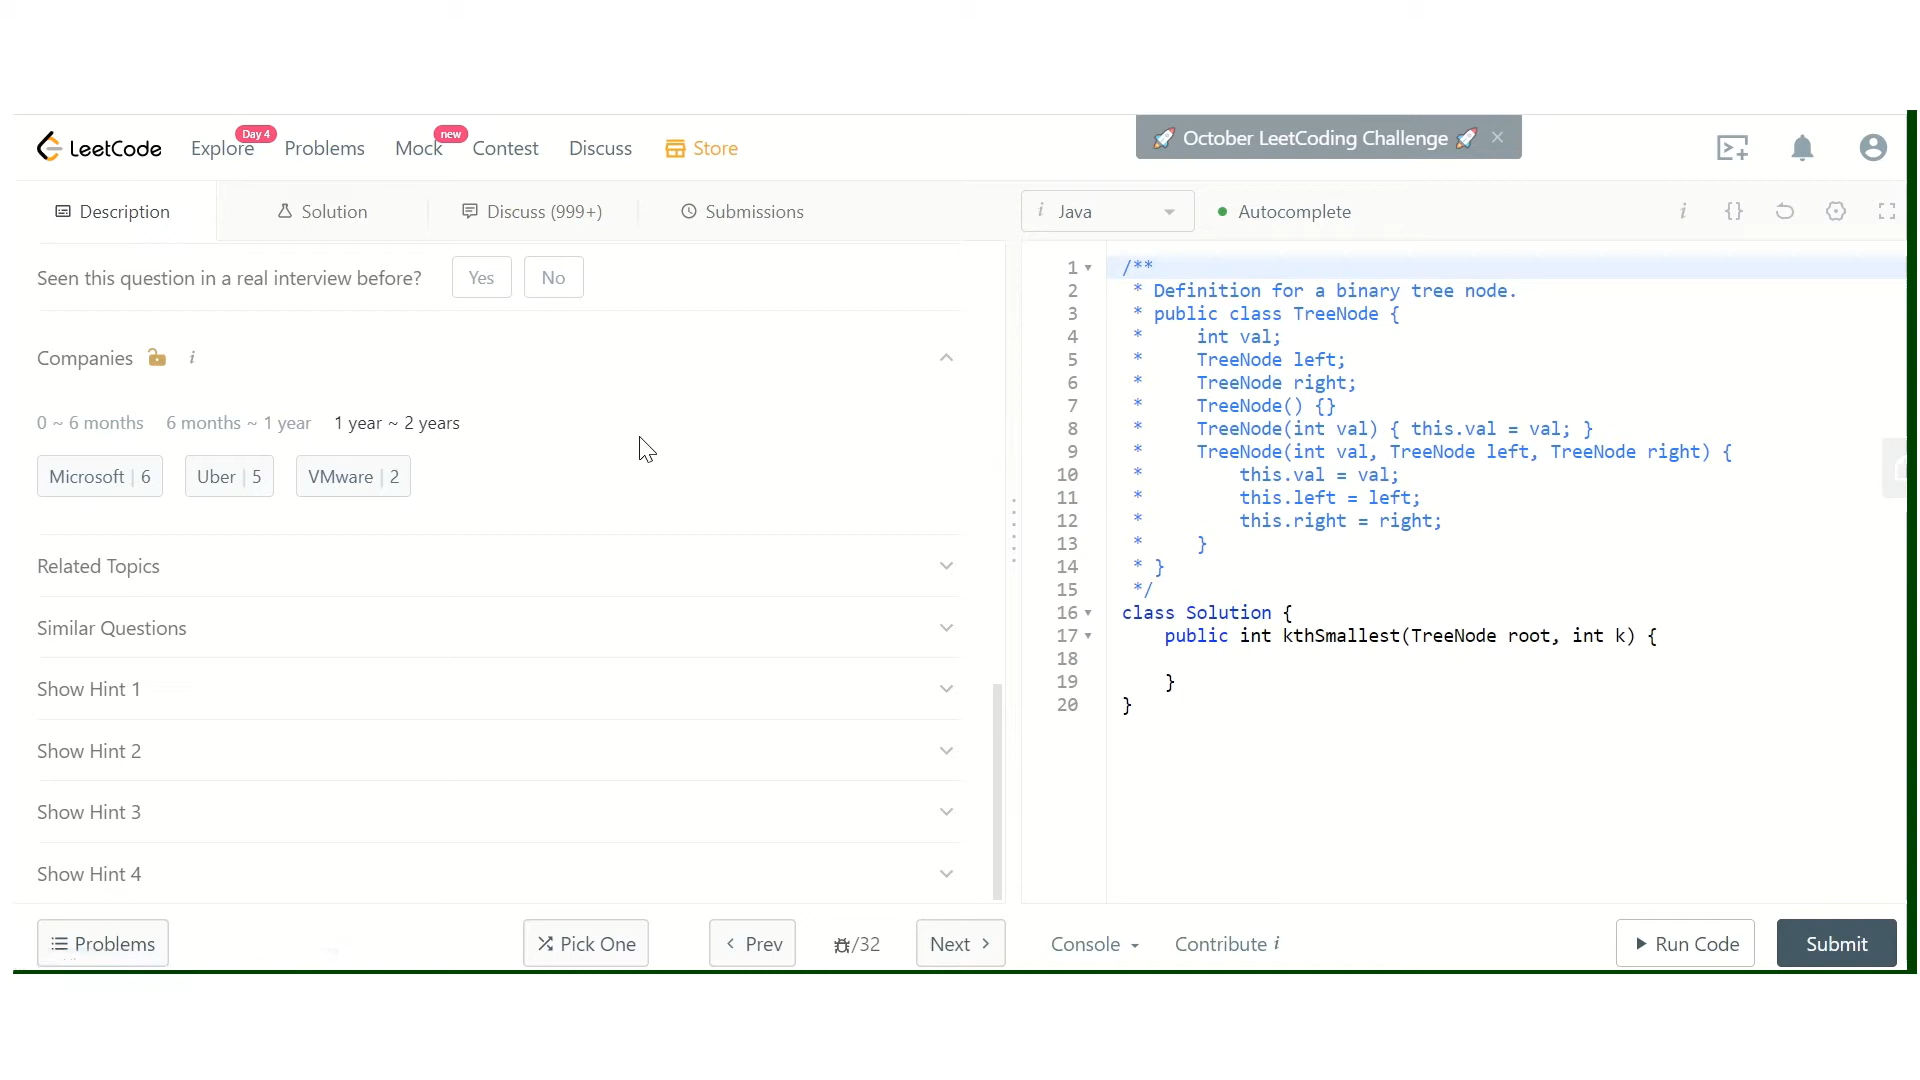 LeetCode Explore Day 4 Problems Mock new Contest Discuss Store
🚀 October LeetCoding Challenge 🚀 ×
Description Solution Discuss (999+) Submissions
Seen this question in a real interview before? Yes No
Companies i
0 ~ 6 months 6 months ~ 1 year 1 year ~ 2 years
Microsoft | 6 Uber | 5 VMware | 2
Related Topics
Similar Questions
Show Hint 1
Show Hint 2
Show Hint 3
Show Hint 4
Problems Pick One < Prev /32 Next >
i Java Autocomplete i {}
1 /**
2 * Definition for a binary tree node.
3 * public class TreeNode {
4 *     int val;
5 *     TreeNode left;
6 *     TreeNode right;
7 *     TreeNode() {}
8 *     TreeNode(int val) { this.val = val; }
9 *     TreeNode(int val, TreeNode left, TreeNode right) {
10 *         this.val = val;
11 *         this.left = left;
12 *         this.right = right;
13 *     }
14 * }
15 */
16 class Solution {
17     public int kthSmallest(TreeNode root, int k) {
18
19     }
20 }
Console Contribute i Run Code Submit